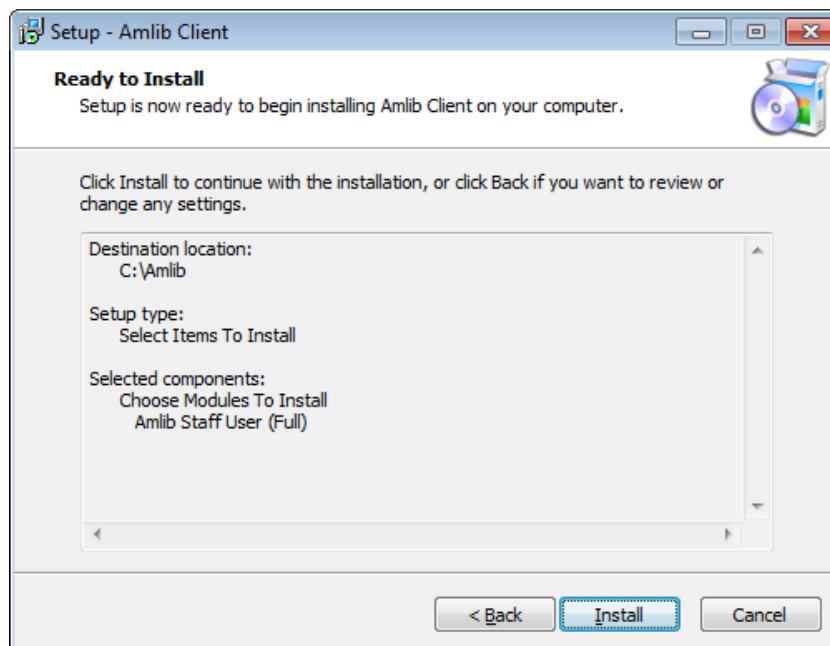 Setup - Amlib Client
Ready to Install
Setup is now ready to begin installing Amlib Client on your computer.
Click Install to continue with the installation, or click Back if you want to review or
change any settings.
Destination location:
C:\Amlib
Setup type:
Select Items To Install
Selected components:
Choose Modules To Install
Amlib Staff User (Full)
< Back
Install
Cancel